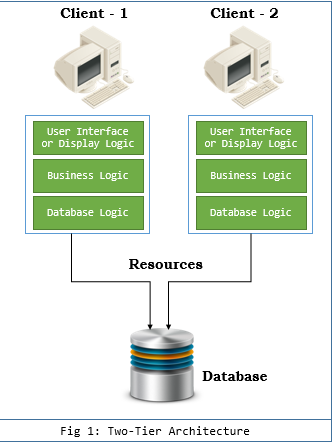 Client - 1
Client - 2
User Interface
or Display Logic
Business Logic
Database Logic
User Interface
or Display Logic
Business Logic
Database Logic
Resources
Database
Fig 1: Two-Tier Architecture